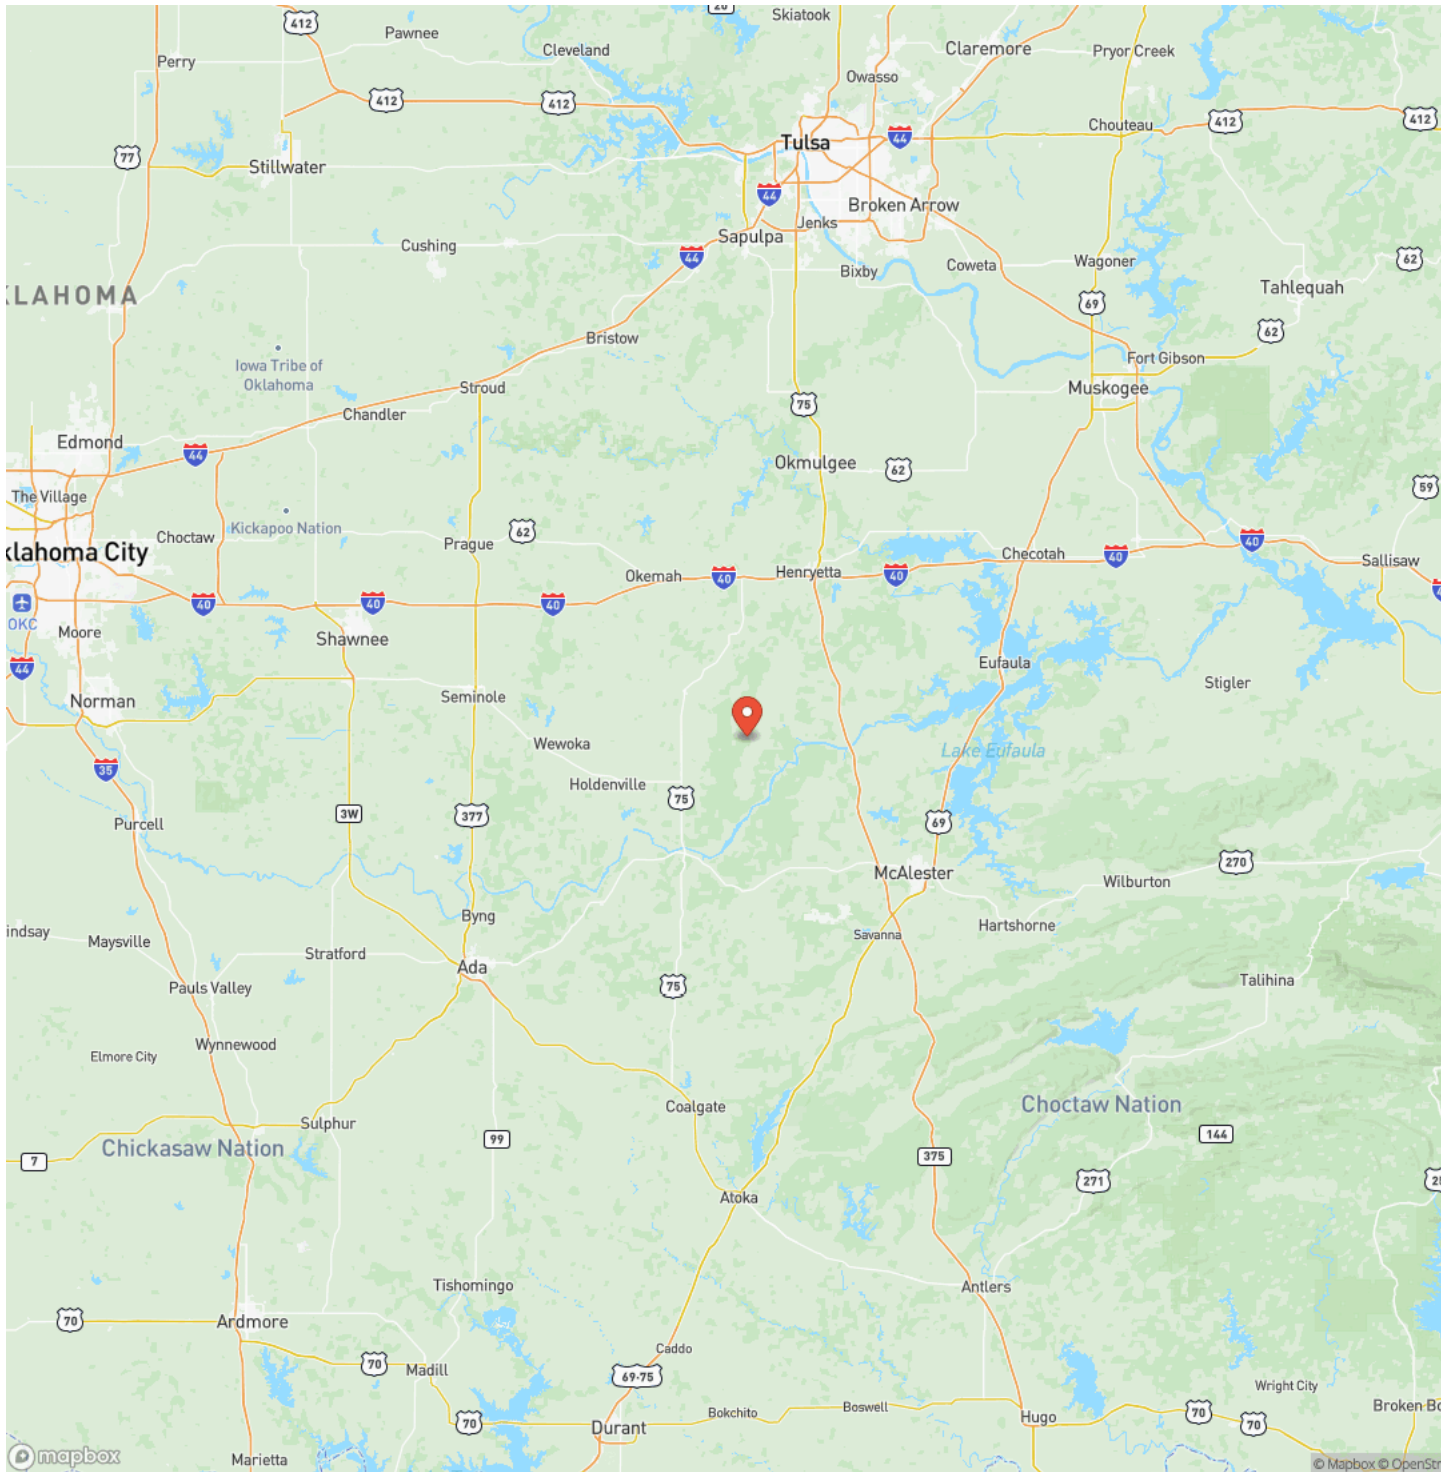 20
Skiatook
412
Pawnee
Cleveland
Claremore
Pryor Creek
Perry
Owasso
412
412
412
412
Chouteau
Tulsa
44
77
Stillwater
44
Broken Arrow
Jenks
Sapulpa
Cushing
44
Bixby
Coweta
Wagoner
62
Tahlequah
KLAHOMA
69
62
Bristow
Iowa Tribe of
Oklahoma
Fort Gibson
Stroud
Muskogee
Chandler
75
Edmond
44
Okmulgee
62
59
The Village
Kickapoo Nation
62
Choctaw
Prague
klahoma City
Checotah
40
40
Sallisaw
Okemah
40
Henryetta
40
OKC
40
40
40
Moore
Shawnee
44
Eufaula
Stigler
Norman
Seminole
Wewoka
Lake Eufaula
35
Holdenville
75
3W
377
69
Purcell
McAlester
270
Wilburton
Byng
Hartshorne
indsay
Maysville
Stratford
Savanna
Ada
Pauls Valley
75
Talihina
Wynnewood
Elmore City
Coalgate
Choctaw Nation
Sulphur
Chickasaw Nation
99
144
7
375
271
Atoka
Tishomingo
Antlers
70
Ardmore
Caddo
70
Madill
69-75
Wright City
70
Durant
Bokchito
Boswell
Hugo
70
70
Broken Bo
Marietta
mapbox
© Mapbox © OpenStr